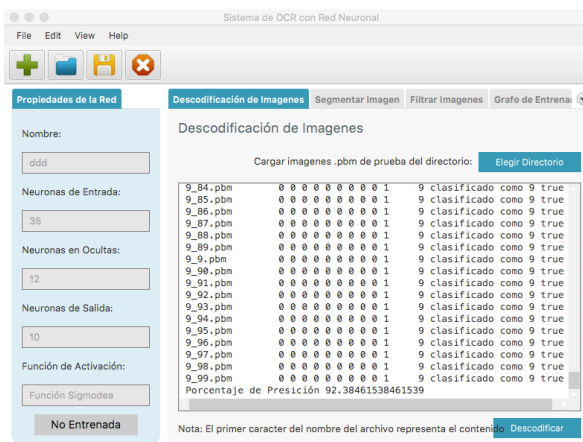 Sistema de OCR con Red Neuronal
File Edit View Help
Propiedades de la Red
Nombre:
ddd
Neuronas de Entrada:
35
Neuronas en Ocultas:
12
Neuronas de Salida:
10
Función de Activación:
Función Sigmodea
No Entrenada
Descodificación de Imagenes Segmentar Imagen Filtrar Imagenes Grafo de
Descodificación de Imagenes
Cargar imagenes .pbm de prueba del directorio: Elegir Directorio
9_84.pbm 0 0 0 0 0 0 0 0 0 1 9 clasificado como 9 true
9_85.pbm 0 0 0 0 0 0 0 0 0 1 9 clasificado como 9 true
9_86.pbm 0 0 0 0 0 0 0 0 0 1 9 clasificado como 9 true
9_87.pbm 0 0 0 0 0 0 0 0 0 1 9 clasificado como 9 true
9_88.pbm 0 0 0 0 0 0 0 0 0 1 9 clasificado como 9 true
9_89.pbm 0 0 0 0 0 0 0 0 0 1 9 clasificado como 9 true
9_9.pbm 0 0 0 0 0 0 0 0 0 1 9 clasificado como 9 true
9_90.pbm 0 0 0 0 0 0 0 0 0 1 9 clasificado como 9 true
9_91.pbm 0 0 0 0 0 0 0 0 0 1 9 clasificado como 9 true
9_92.pbm 0 0 0 0 0 0 0 0 0 1 9 clasificado como 9 true
9_93.pbm 0 0 0 0 0 0 0 0 0 1 9 clasificado como 9 true
9_94.pbm 0 0 0 0 0 0 0 0 0 1 9 clasificado como 9 true
9_95.pbm 0 0 0 0 0 0 0 0 0 1 9 clasificado como 9 true
9_96.pbm 0 0 0 0 0 0 0 0 0 1 9 clasificado como 9 true
9_97.pbm 0 0 0 0 0 0 0 0 0 1 9 clasificado como 9 true
9_98.pbm 0 0 0 0 0 0 0 0 0 1 9 clasificado como 9 true
9_99.pbm 0 0 0 0 0 0 0 0 0 1 9 clasificado como 9 true
Porcentaje de Presición 92.38461538461539
Nota: El primer caracter del nombre del archivo representa el contenido Descodificar